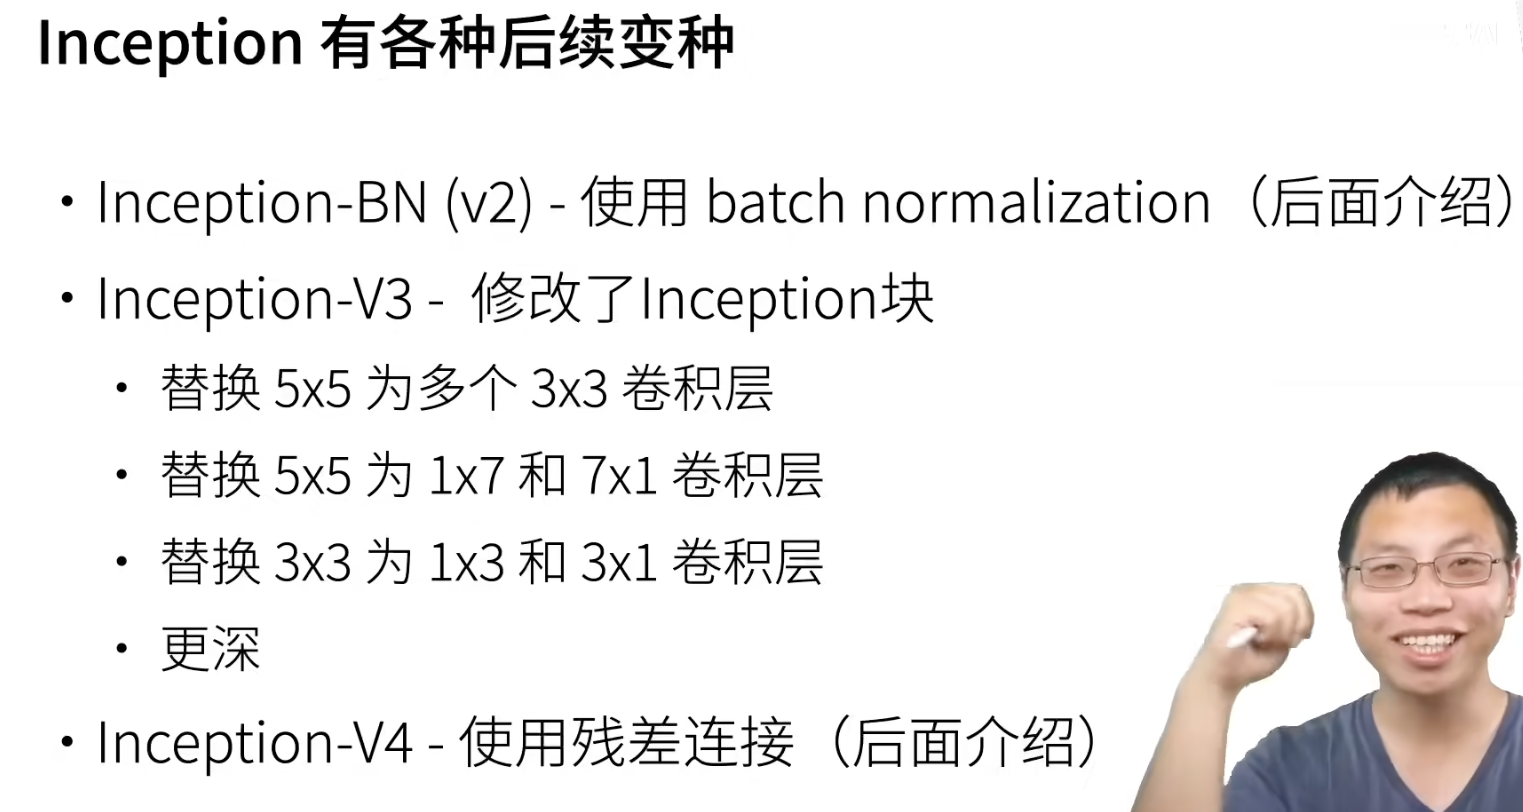 Inception 有各种后续变种
• Inception-BN (v2) - 使用 batch normalization（后面介绍）
• Inception-V3 - 修改了Inception块
• 替换 5x5 为多个 3x3 卷积层
• 替换 5x5 为 1x7 和 7x1 卷积层
• 替换 3x3 为 1x3 和 3x1 卷积层
• 更深
• Inception-V4 - 使用残差连接（后面介绍）